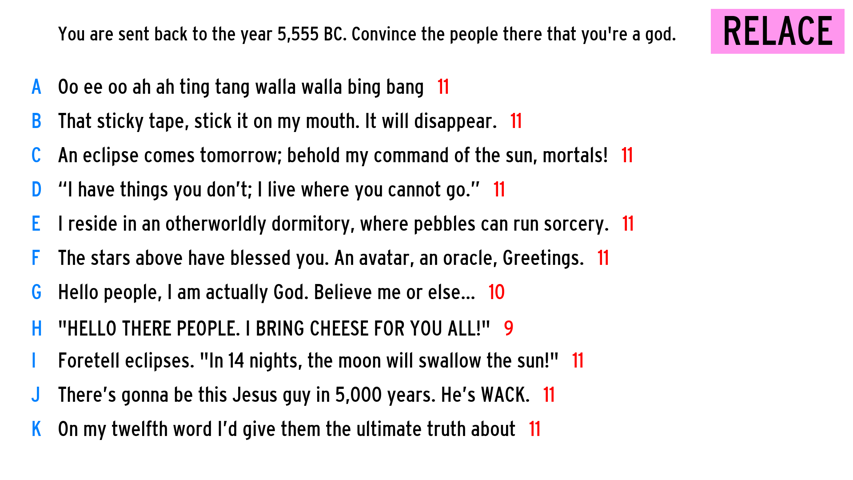 You are sent back to the year 5,555 BC. Convince the people there that you're a god.
RELACE
A Oo ee oo ah ah ting tang walla walla bing bang 11
B That sticky tape, stick it on my mouth. It will disappear. 11
C An eclipse comes tomorrow; behold my command of the sun, mortals! 11
D “I have things you don’t; I live where you cannot go.” 11
E I reside in an otherworldly dormitory, where pebbles can run sorcery. 11
F The stars above have blessed you. An avatar, an oracle, Greetings. 11
G Hello people, I am actually God. Believe me or else... 10
H "HELLO THERE PEOPLE. I BRING CHEESE FOR YOU ALL!" 9
I Foretell eclipses. "In 14 nights, the moon will swallow the sun!" 11
J There’s gonna be this Jesus guy in 5,000 years. He’s WACK. 11
K On my twelfth word I’d give them the ultimate truth about 11